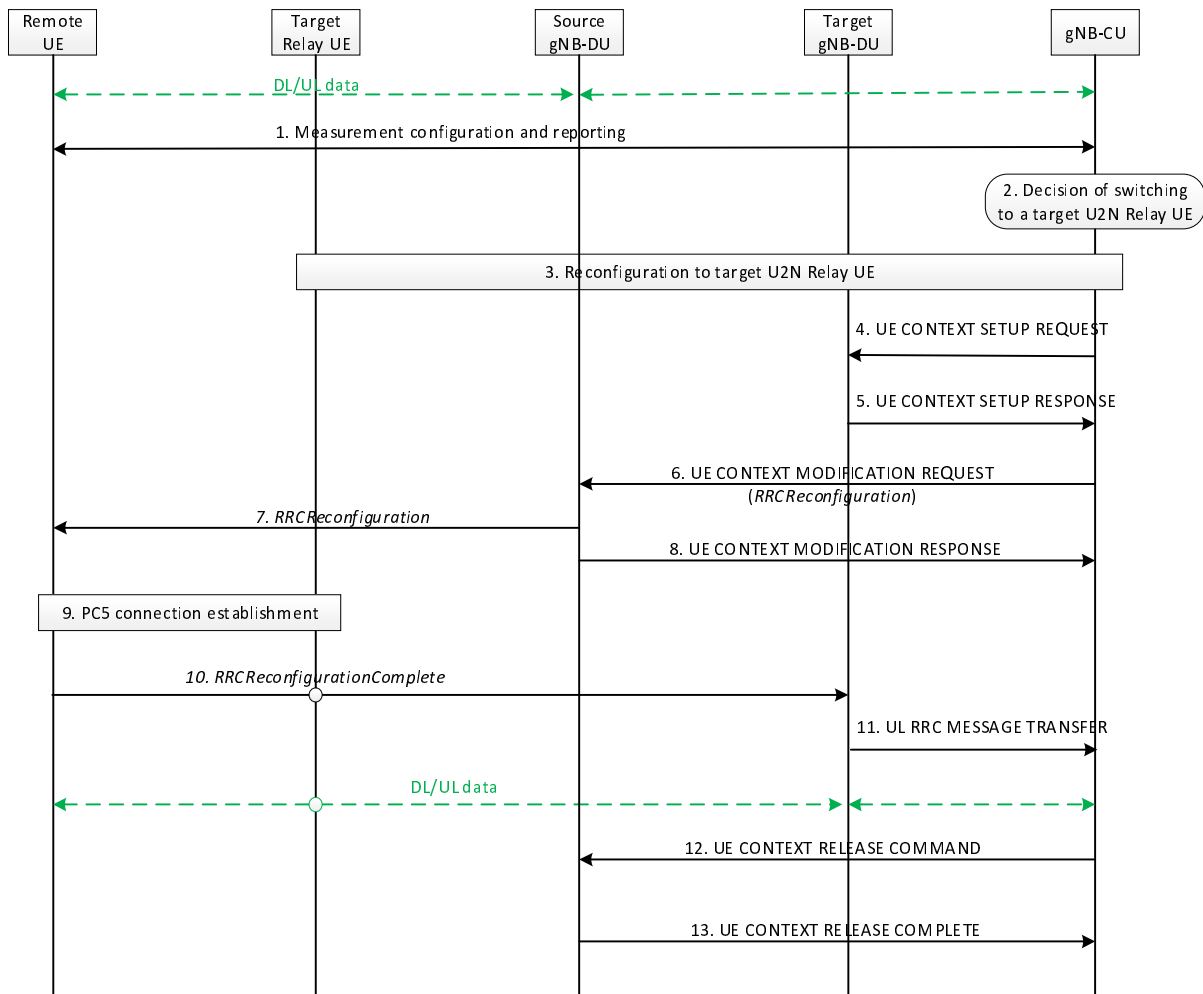 Remote
UE
Target
Relay UE
Source
gNB-DU
Target
gNB-DU
gNB-CU
DL/UL data
1. Measurement configuration and reporting
2. Decision of switching
to a target U2N Relay UE
3. Reconfiguration to target U2N Relay UE
4. UE CONTEXT SETUP REQUEST
5. UE CONTEXT SETUP RESPONSE
6. UE CONTEXT MODIFICATION REQUEST
(RRCReconfiguration)
7. RRCReconfiguration
8. UE CONTEXT MODIFICATION RESPONSE
9. PC5 connection establishment
10. RRCReconfigurationComplete
11. UL RRC MESSAGE TRANSFER
DL/UL data
12. UE CONTEXT RELEASE COMMAND
13. UE CONTEXT RELEASE COMPLETE